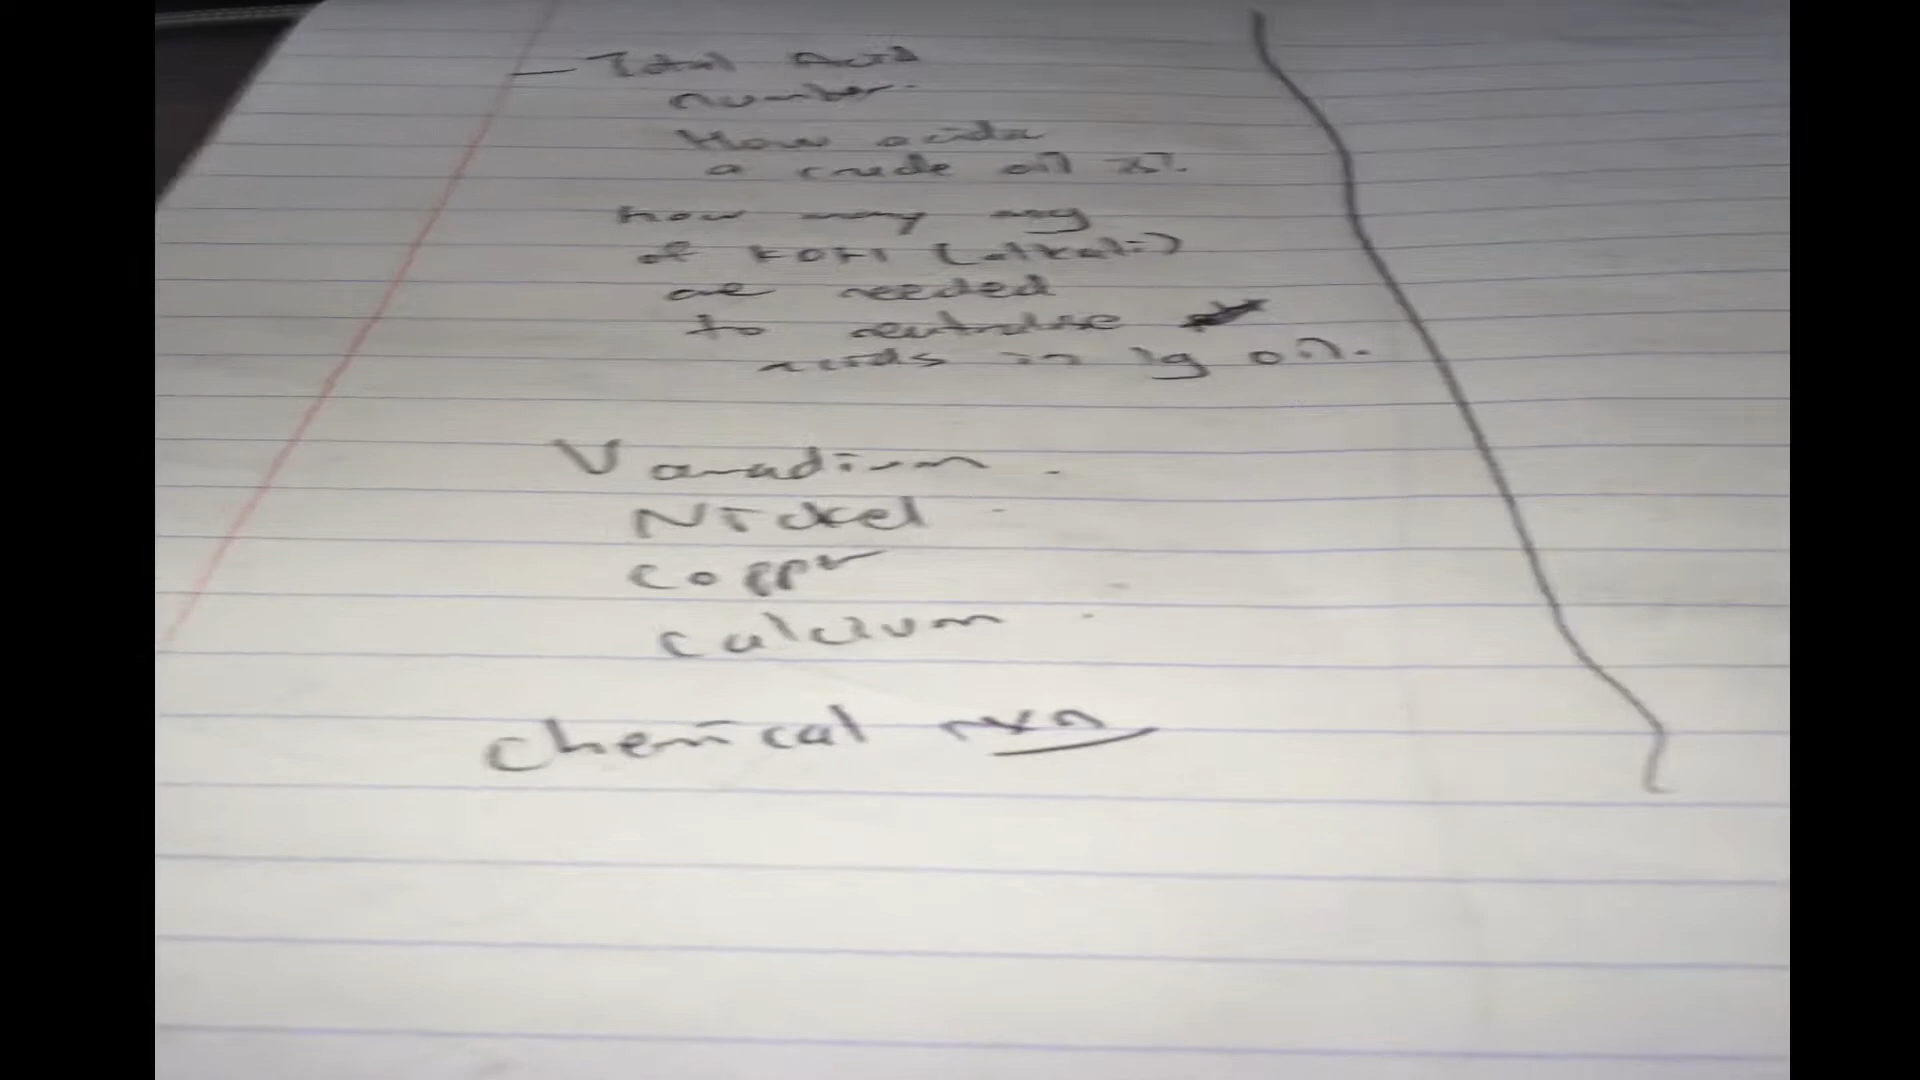 - Total Acid
number.
How acidic
a crude oil is?
how many mg
of KOH (alkali)
are needed
to neutralise
acids in 1g oil.
Vanadium.
Nickel
Copper
Calcium
Chemical rxn